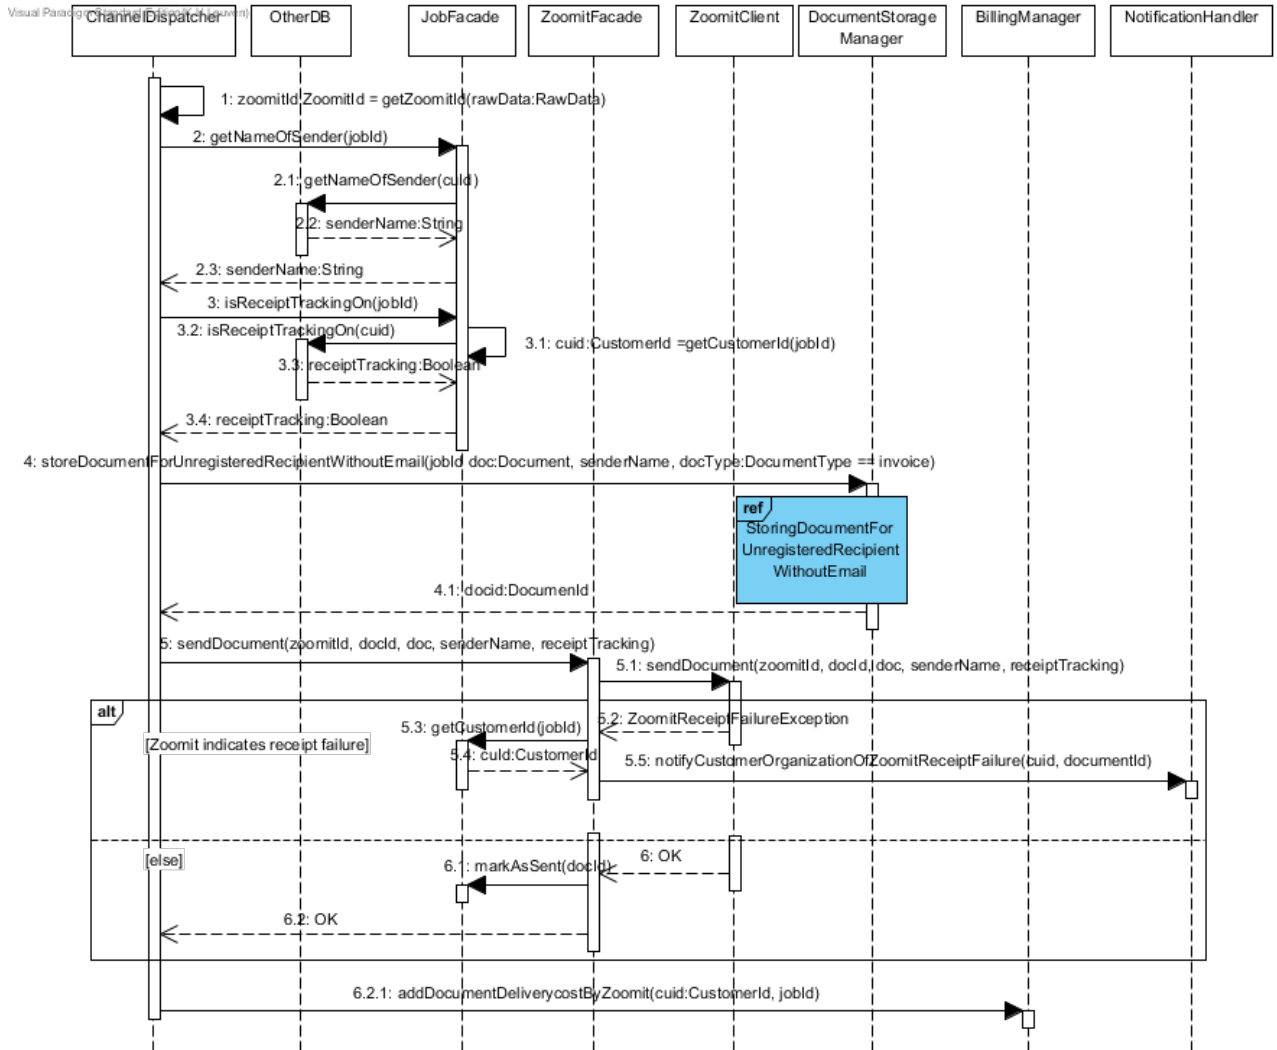 Visual Paradigm Standard Edition(K.U.Leuven)
ChannelDispatcher
OtherDB
JobFacade
ZoomitFacade
ZoomitClient
DocumentStorage
Manager
BillingManager
NotificationHandler
1: zoomitId:ZoomitId = getZoomitId(rawData:RawData)
2: getNameOfSender(jobId)
2.1: getNameOfSender(cuId)
2.2: senderName:String
2.3: senderName:String
3: isReceiptTrackingOn(jobId)
3.2: isReceiptTrackingOn(cuid)
3.1: cuid:CustomerId =getCustomerId(jobId)
3.3: receiptTracking:Boolean
3.4: receiptTracking:Boolean
4: storeDocumentForUnregisteredRecipientWithoutEmail(jobId doc:Document, senderName, docType:DocumentType == invoice)
ref
StoringDocumentFor
UnregisteredRecipient
WithoutEmail
4.1: docid:DocumenId
5: sendDocument(zoomitId, docId, doc, senderName, receiptTracking)
5.1: sendDocument(zoomitId, docId, doc, senderName, receiptTracking)
alt
5.2: ZoomitReceiptFailureException
5.3: getCustomerId(jobId)
[Zoomit indicates receipt failure]
5.4: cuId:CustomerId
5.5: notifyCustomerOrganizationOfZoomitReceiptFailure(cuid, documentId)
[else]
6: OK
6.1: markAsSent(docId)
6.2: OK
6.2.1: addDocumentDeliverycostByZoomit(cuid:CustomerId, jobId)